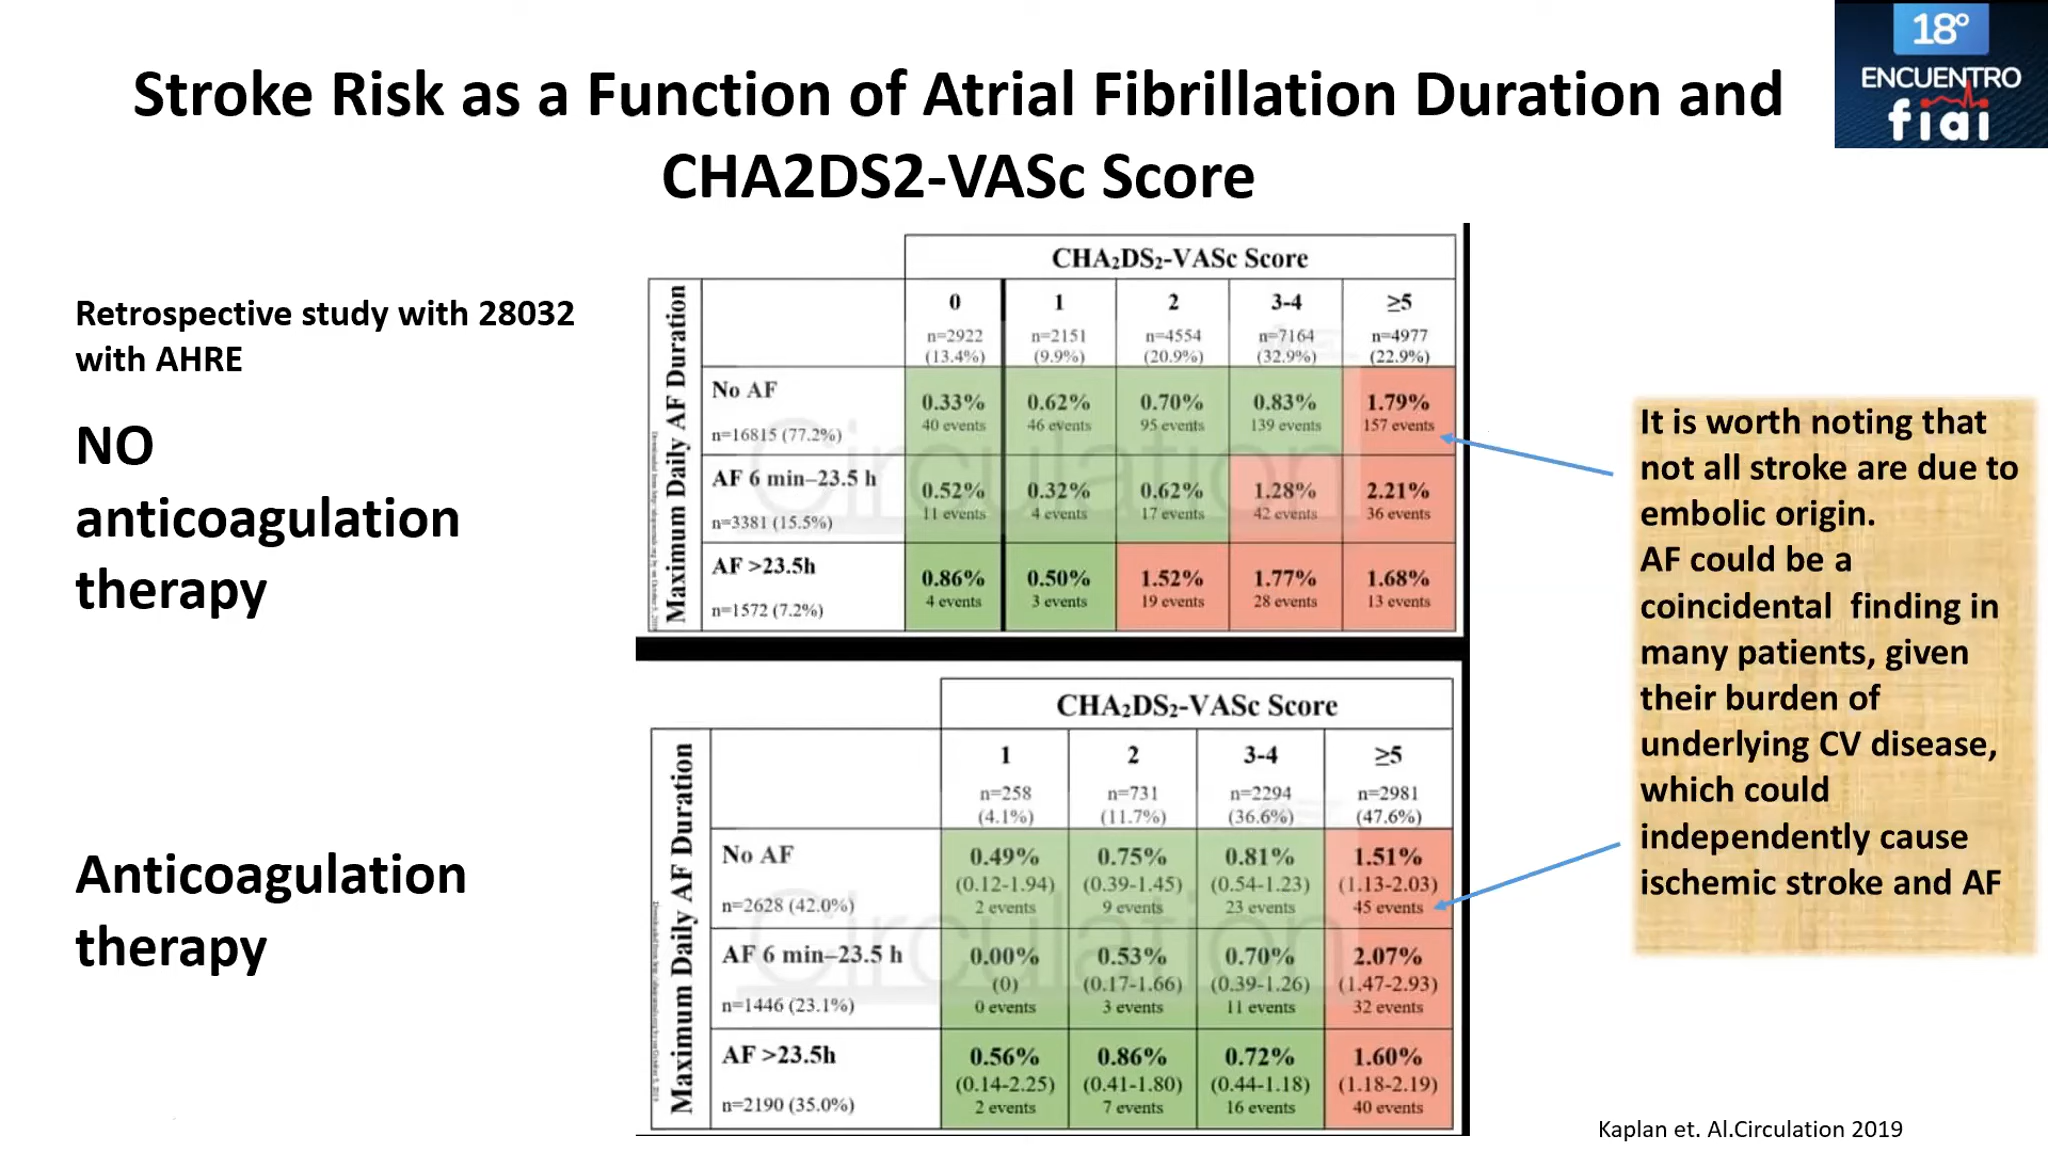 18º
ENCUENTRO
fiai
Stroke Risk as a Function of Atrial Fibrillation Duration and
CHA2DS2-VASc Score
Retrospective study with 28032
with AHRE
NO
anticoagulation
therapy
CHA₂DS₂-VASc Score
Maximum Daily AF Duration
0 1 2 3-4 ≥5
n=2922 n=2151 n=4554 n=7164 n=4977
(13.4%) (9.9%) (20.9%) (32.9%) (22.9%)
No AF
0.33% 0.62% 0.70% 0.83% 1.79%
40 events 46 events 95 events 139 events 157 events
n=16815 (77.2%)
AF 6 min–23.5 h
0.52% 0.32% 0.62% 1.28% 2.21%
11 events 4 events 17 events 42 events 36 events
n=3381 (15.5%)
AF >23.5h
0.86% 0.50% 1.52% 1.77% 1.68%
4 events 3 events 19 events 28 events 13 events
n=1572 (7.2%)
Circulation
Anticoagulation
therapy
CHA₂DS₂-VASc Score
Maximum Daily AF Duration
1 2 3-4 ≥5
n=258 n=731 n=2294 n=2981
(4.1%) (11.7%) (36.6%) (47.6%)
No AF
0.49% 0.75% 0.81% 1.51%
(0.12-1.94) (0.39-1.45) (0.54-1.23) (1.13-2.03)
n=2628 (42.0%)
2 events 9 events 23 events 45 events
AF 6 min–23.5 h
0.00% 0.53% 0.70% 2.07%
(0) (0.17-1.66) (0.39-1.26) (1.47-2.93)
n=1446 (23.1%)
0 events 3 events 11 events 32 events
AF >23.5h
0.56% 0.86% 0.72% 1.60%
(0.14-2.25) (0.41-1.80) (0.44-1.18) (1.18-2.19)
n=2190 (35.0%)
2 events 7 events 16 events 40 events
Circulation
It is worth noting that
not all stroke are due to
embolic origin.
AF could be a
coincidental finding in
many patients, given
their burden of
underlying CV disease,
which could
independently cause
ischemic stroke and AF
Kaplan et. Al.Circulation 2019